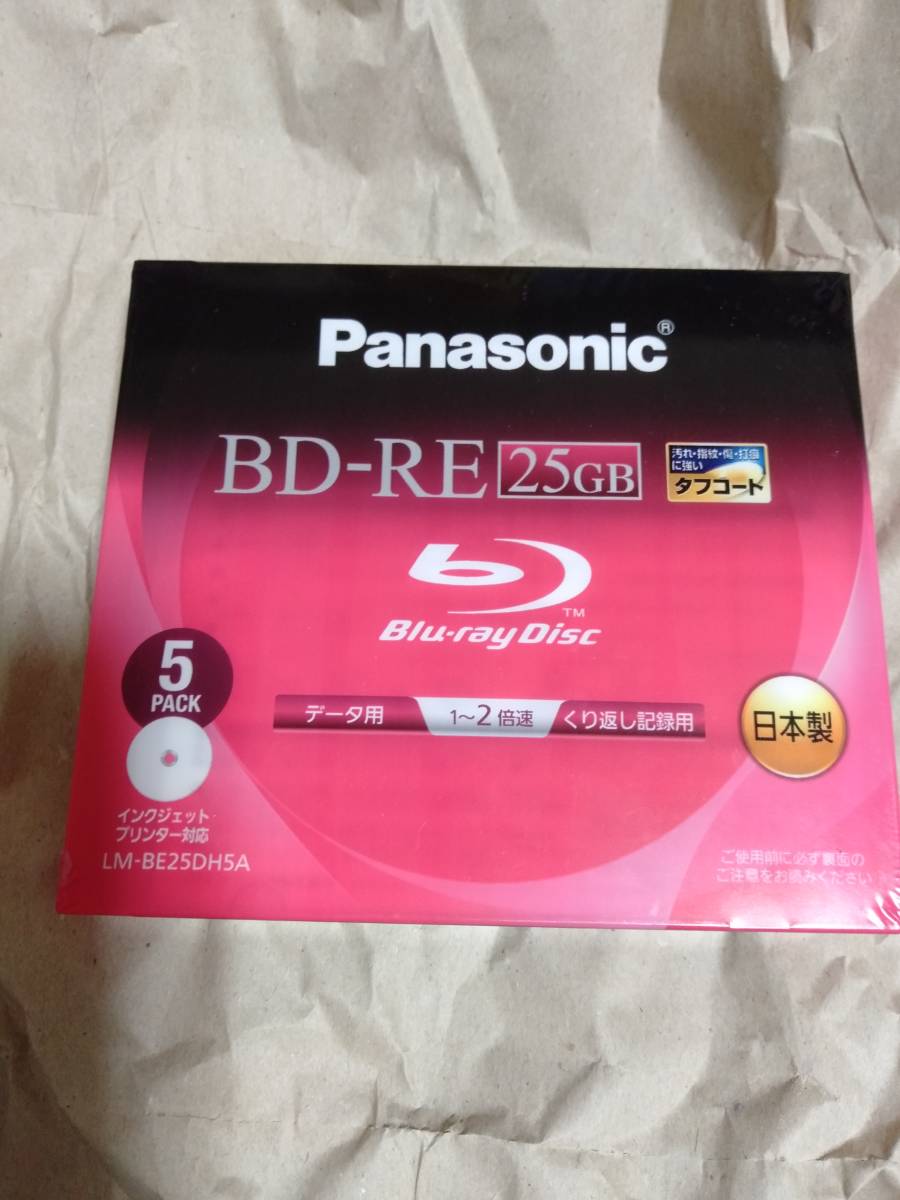 Panasonic®
BD-RE 25GB
汚れ・指紋・傷・打痕
に強い
タフコート
Blu-ray Disc™
5
PACK
データ用 1～2倍速 くり返し記録用
日本製
インクジェット
プリンター対応
LM-BE25DH5A
ご使用前に必ず裏面の
ご注意をお読みください